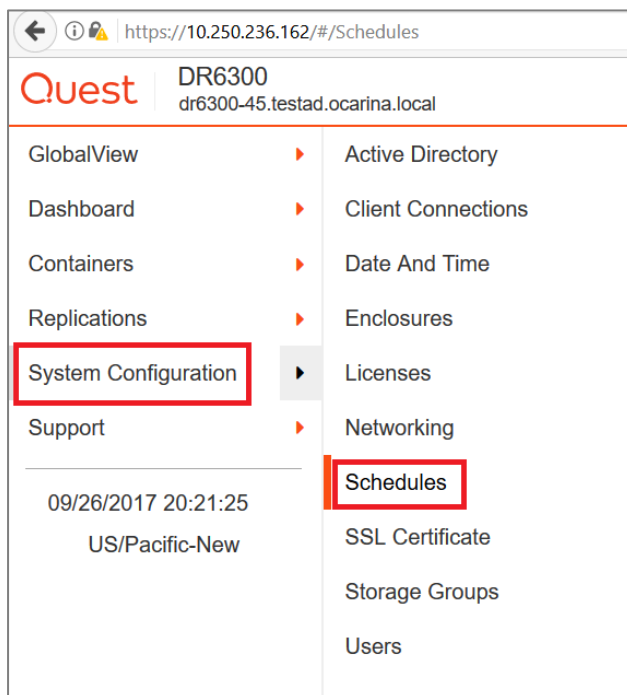 https://10.250.236.162/#/Schedules
Quest
DR6300
dr6300-45.testad.ocarina.local
GlobalView
Dashboard
Containers
Replications
System Configuration
Support
09/26/2017 20:21:25
US/Pacific-New
Active Directory
Client Connections
Date And Time
Enclosures
Licenses
Networking
Schedules
SSL Certificate
Storage Groups
Users